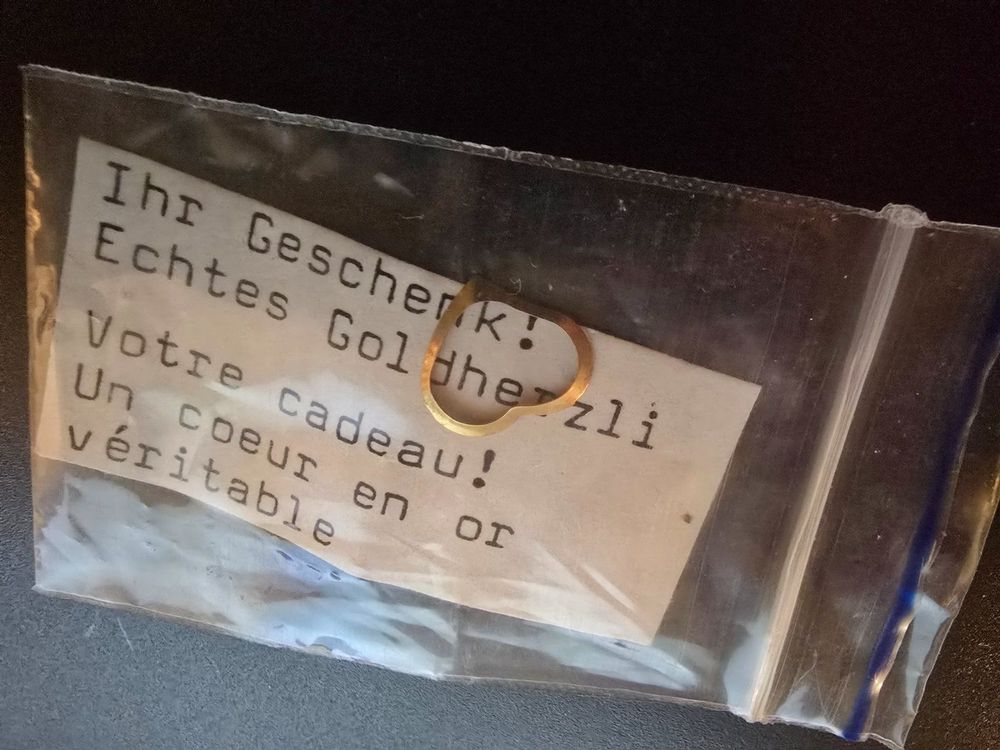 Ihr Geschenk!
Echtes Goldherzli
Votre cadeau!
Un coeur en or
véritable